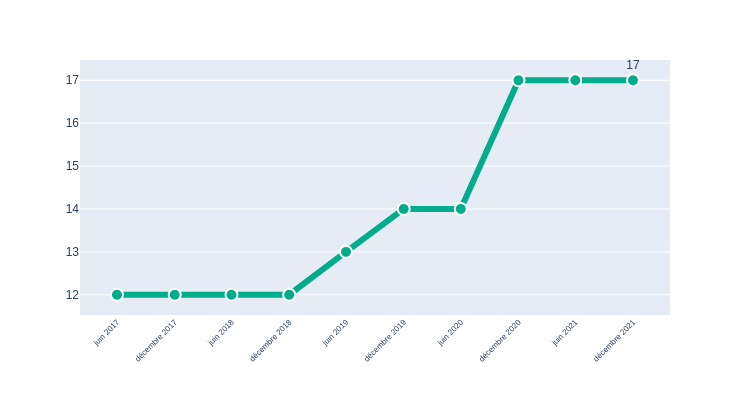 17
17
16
15
14
13
12
juin 2017
décembre 2017
juin 2018
décembre 2018
juin 2019
décembre 2019
juin 2020
décembre 2020
juin 2021
décembre 2021